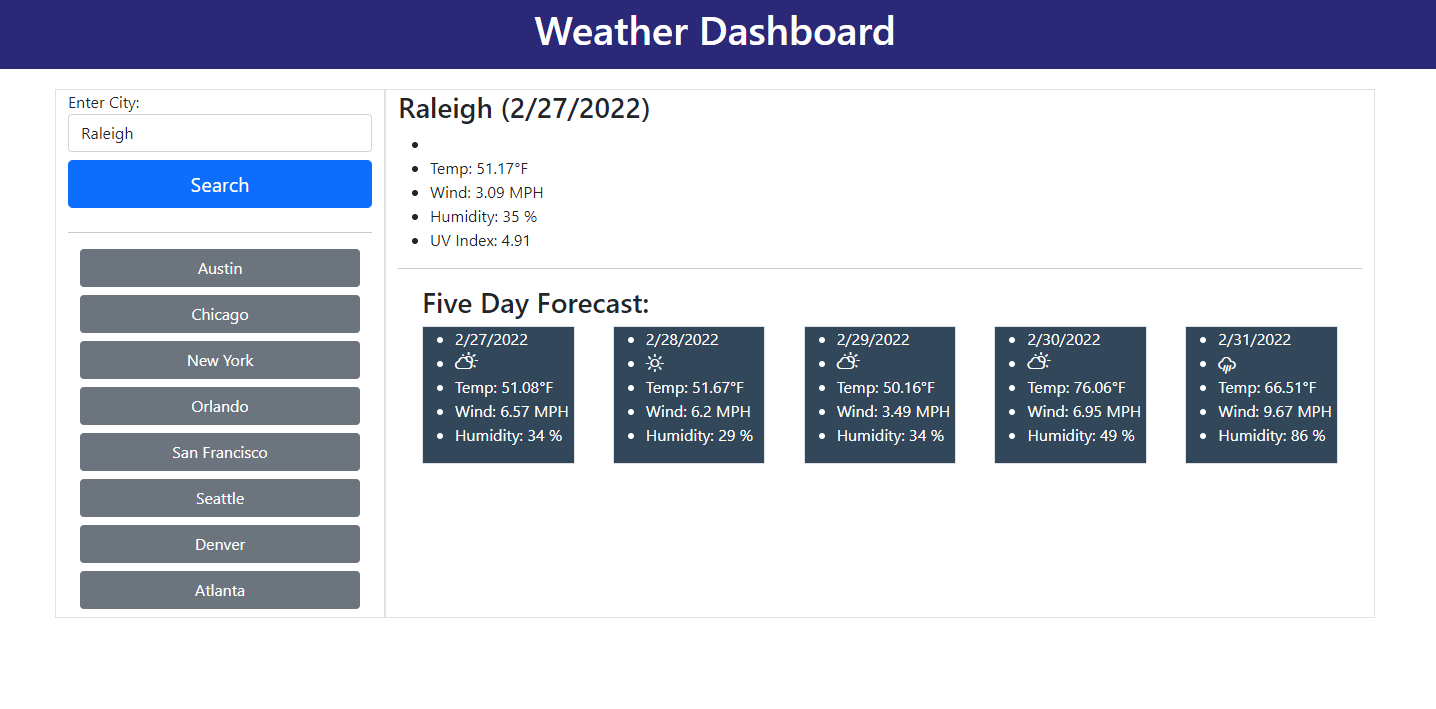 Weather Dashboard
Enter City:
Raleigh
Search
Austin
Chicago
New York
Orlando
San Francisco
Seattle
Denver
Atlanta
Raleigh (2/27/2022)
Temp: 51.17°F
Wind: 3.09 MPH
Humidity: 35 %
UV Index: 4.91
Five Day Forecast:
2/27/2022
Temp: 51.08°F
Wind: 6.57 MPH
Humidity: 34 %
2/28/2022
Temp: 51.67°F
Wind: 6.2 MPH
Humidity: 29 %
2/29/2022
Temp: 50.16°F
Wind: 3.49 MPH
Humidity: 34 %
2/30/2022
Temp: 76.06°F
Wind: 6.95 MPH
Humidity: 49 %
2/31/2022
Temp: 66.51°F
Wind: 9.67 MPH
Humidity: 86 %